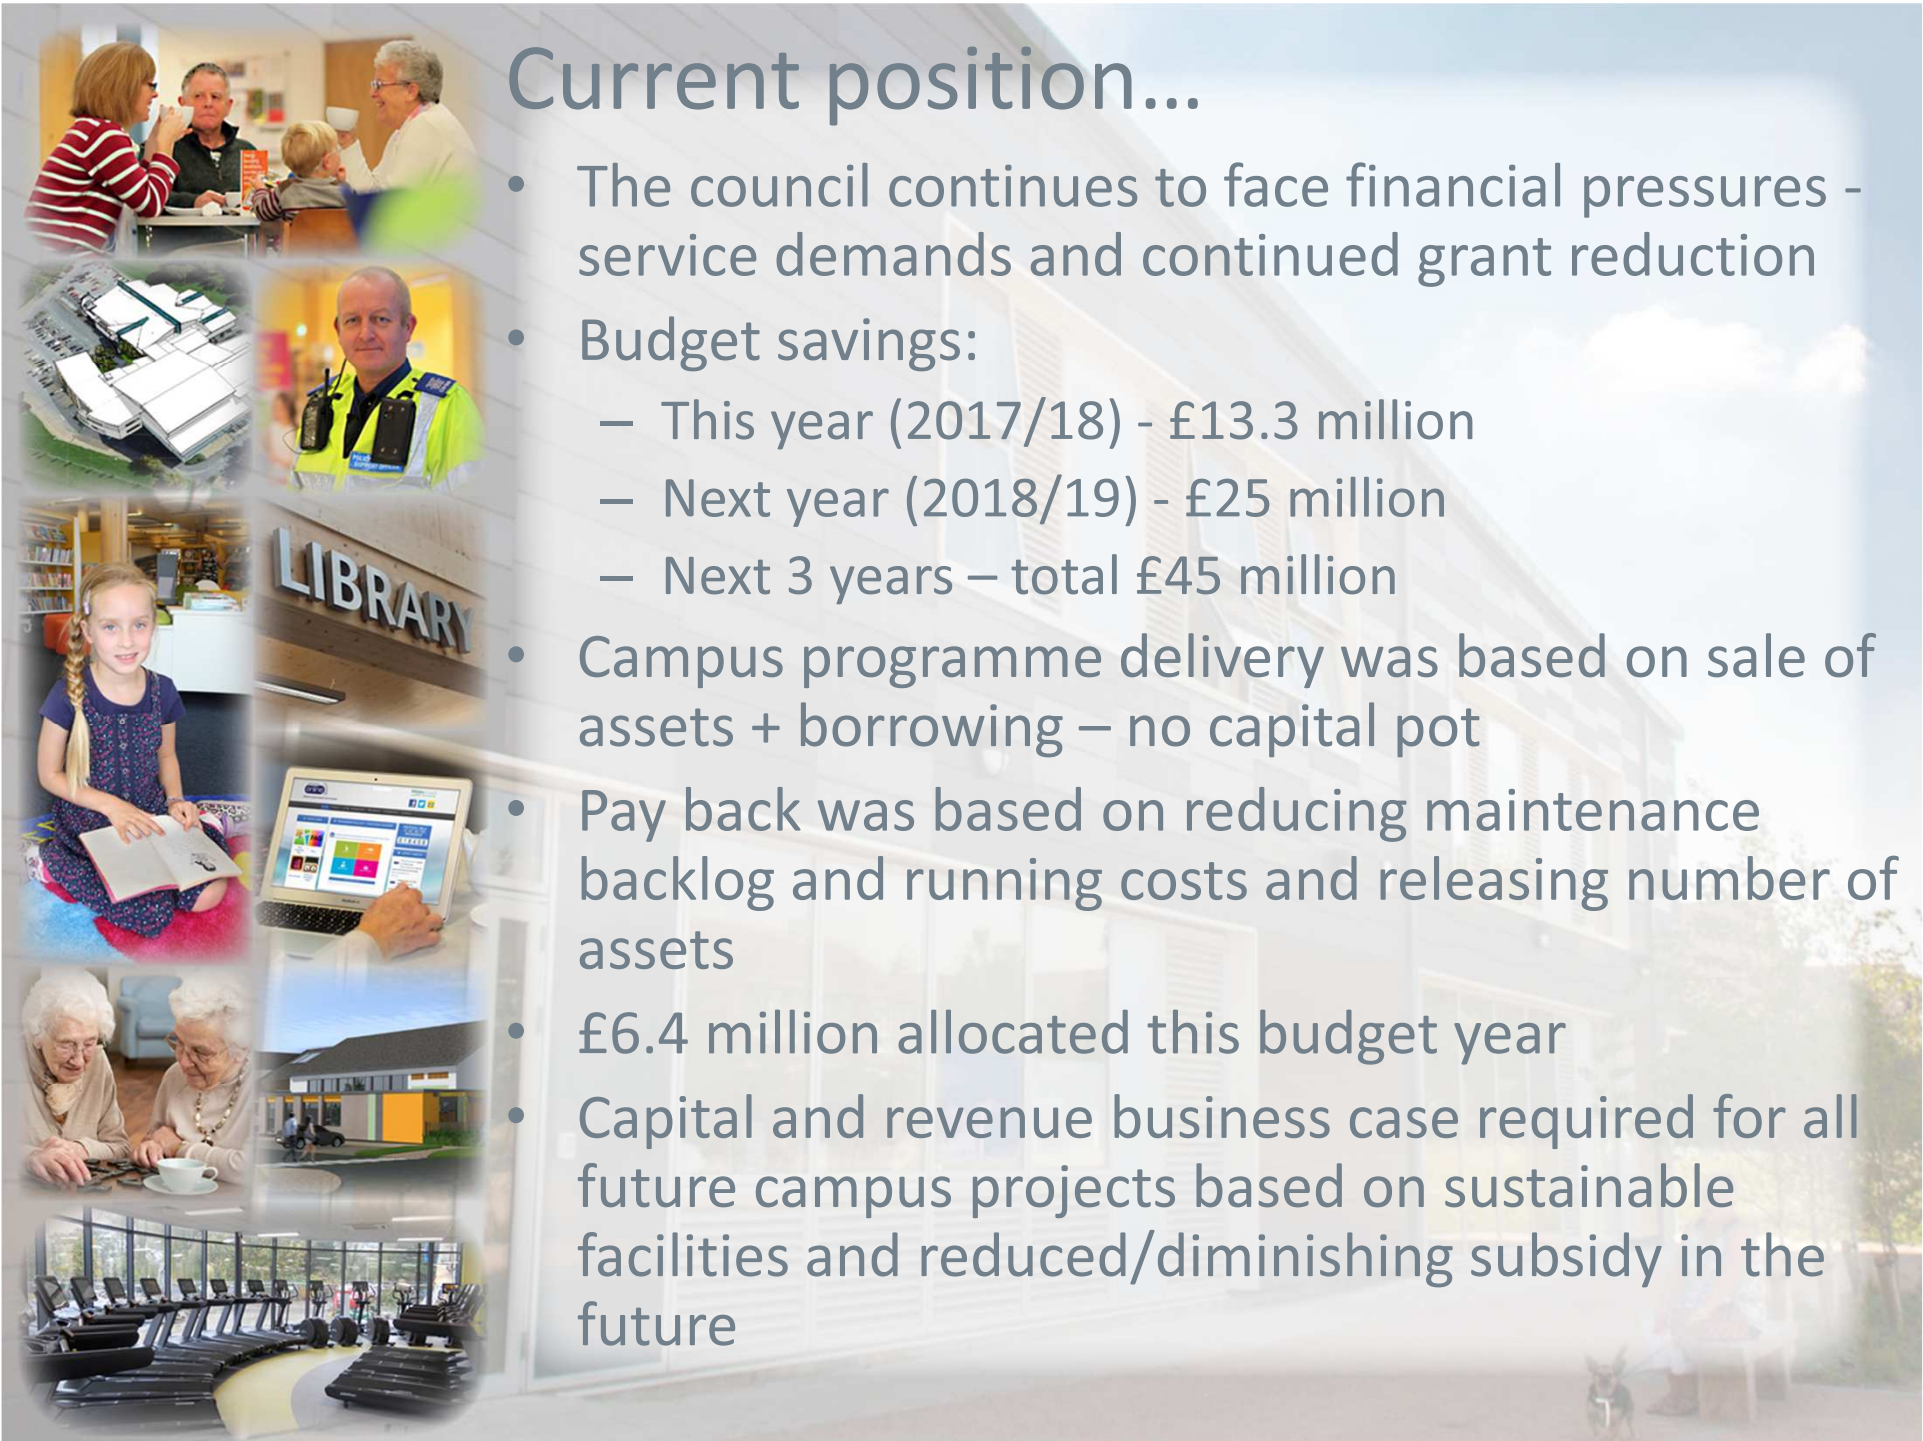 Current position…
• The council continues to face financial pressures -
service demands and continued grant reduction
• Budget savings:
– This year (2017/18) - £13.3 million
– Next year (2018/19) - £25 million
– Next 3 years – total £45 million
• Campus programme delivery was based on sale of
assets + borrowing – no capital pot
• Pay back was based on reducing maintenance
backlog and running costs and releasing number of
assets
• £6.4 million allocated this budget year
• Capital and revenue business case required for all
future campus projects based on sustainable
facilities and reduced/diminishing subsidy in the
future
LIBRARY